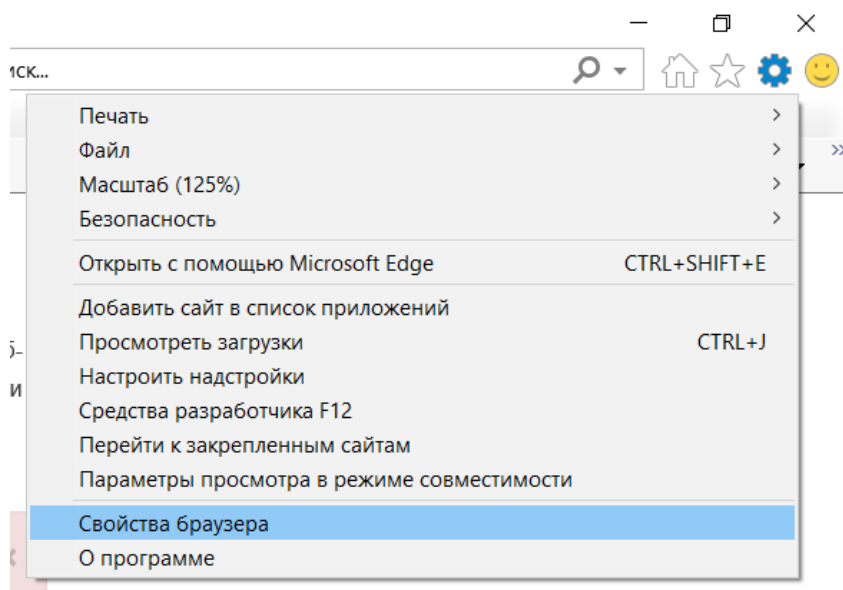 иск...
Печать
Файл
Масштаб (125%)
Безопасность
Открыть с помощью Microsoft Edge CTRL+SHIFT+E
Добавить сайт в список приложений
Просмотреть загрузки CTRL+J
Настроить надстройки
Средства разработчика F12
Перейти к закрепленным сайтам
Параметры просмотра в режиме совместимости
Свойства браузера
О программе